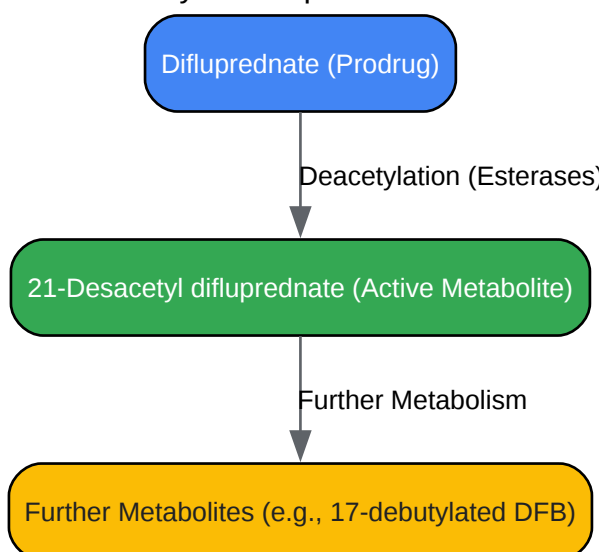 Difluprednate (Prodrug)
Deacetylation (Esterases)
21-Desacetyl difluprednate (Active Metabolite)
Further Metabolism
Further Metabolites (e.g., 17-debutylated DFB)